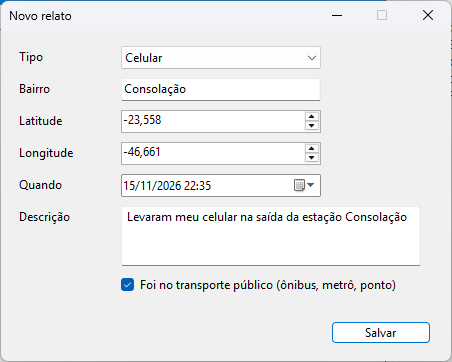 Novo relato
Tipo
Celular
Bairro
Consolação
Latitude
-23,558
Longitude
-46,661
Quando
15/11/2026 22:35
Descrição
Levaram meu celular na saída da estação Consolação
Foi no transporte público (ônibus, metrô, ponto)
Salvar